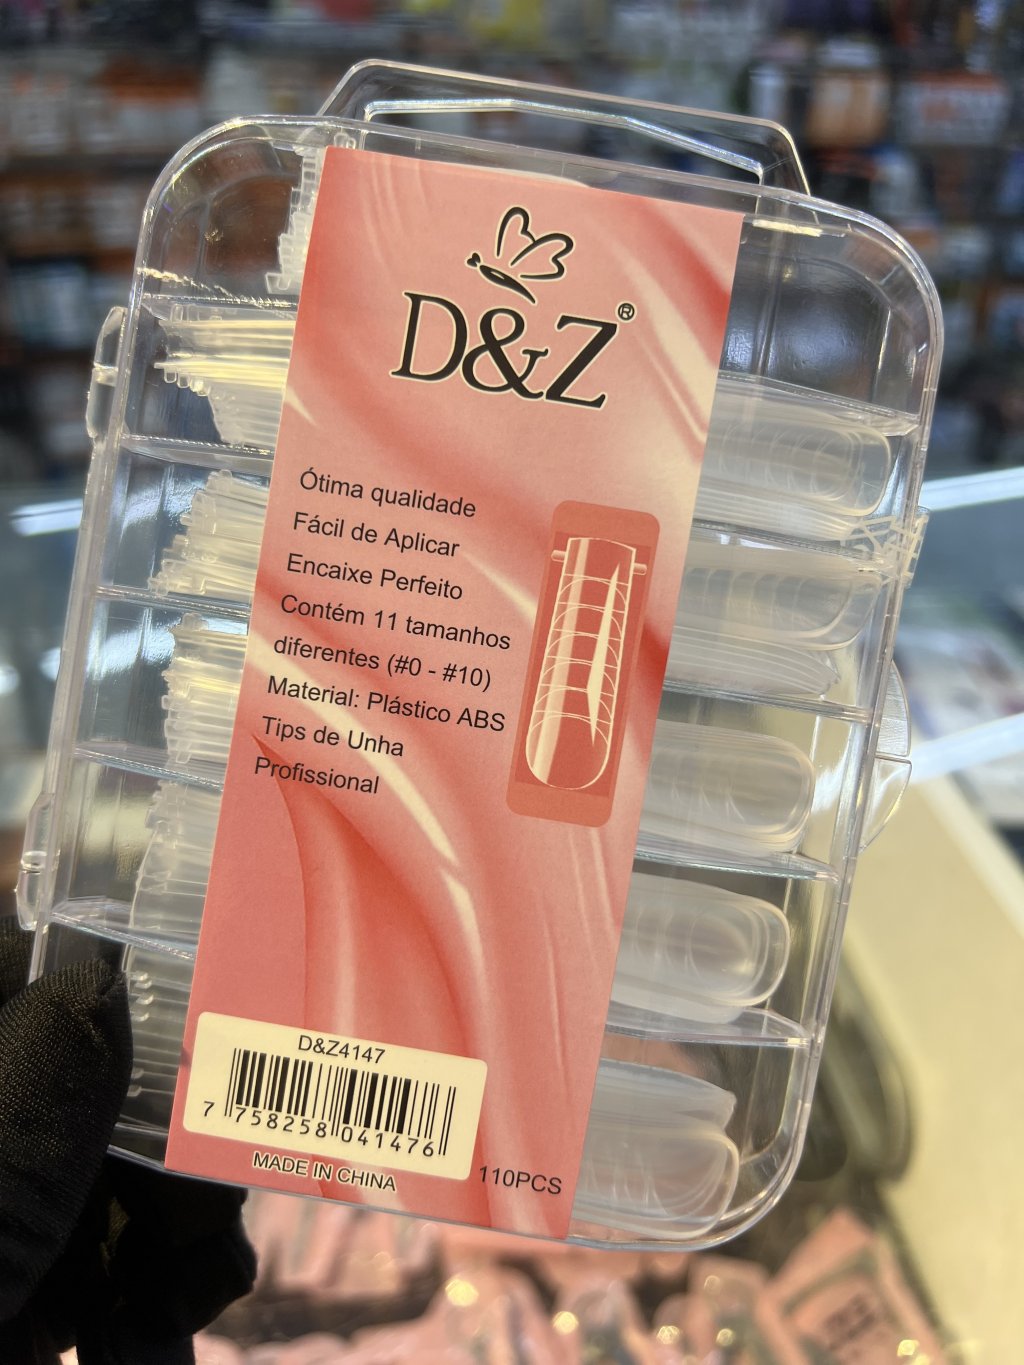 D&Z®
Ótima qualidade
Fácil de Aplicar
Encaixe Perfeito
Contém 11 tamanhos
diferentes (#0 - #10)
Material: Plástico ABS
Tips de Unha
Profissional
D&Z4147
7 758258 041476
MADE IN CHINA
110PCS